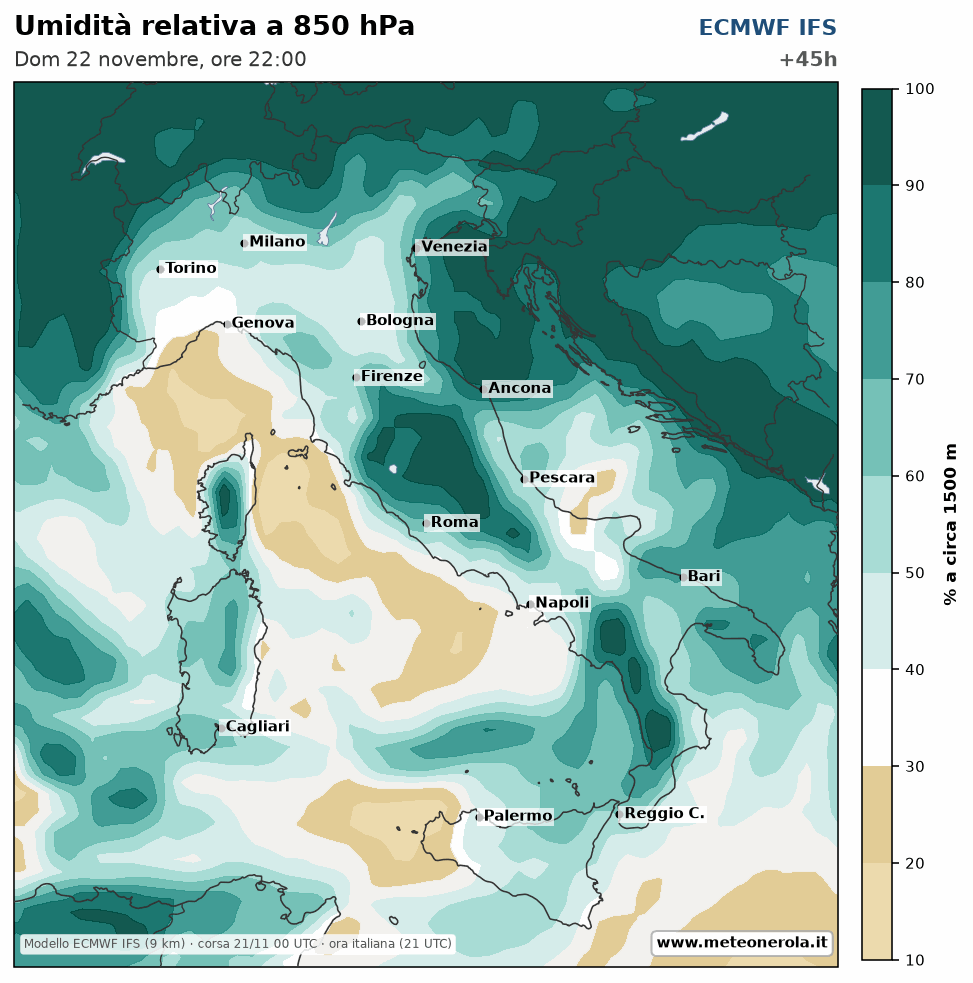 Umidità relativa a 850 hPa
ECMWF IFS
Dom 22 novembre, ore 22:00
+45h
Milano
Venezia
Torino
Genova
Bologna
Firenze
Ancona
Pescara
Roma
Bari
Napoli
Cagliari
Palermo
Reggio C.
100
90
80
70
60
50
40
30
20
10
% a circa 1500 m
Modello ECMWF IFS (9 km) · corsa 21/11 00 UTC · ora italiana (21 UTC)
www.meteonerola.it